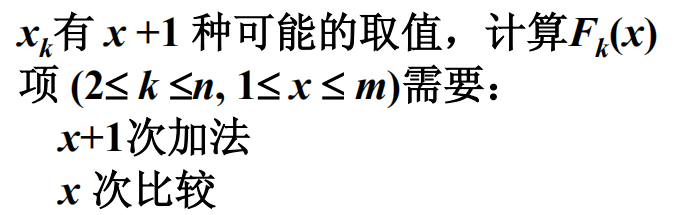 xₖ有 x +1 种可能的取值，计算Fₖ(x)
项 (2≤ k ≤n, 1≤ x ≤ m)需要：
x+1次加法
x 次比较